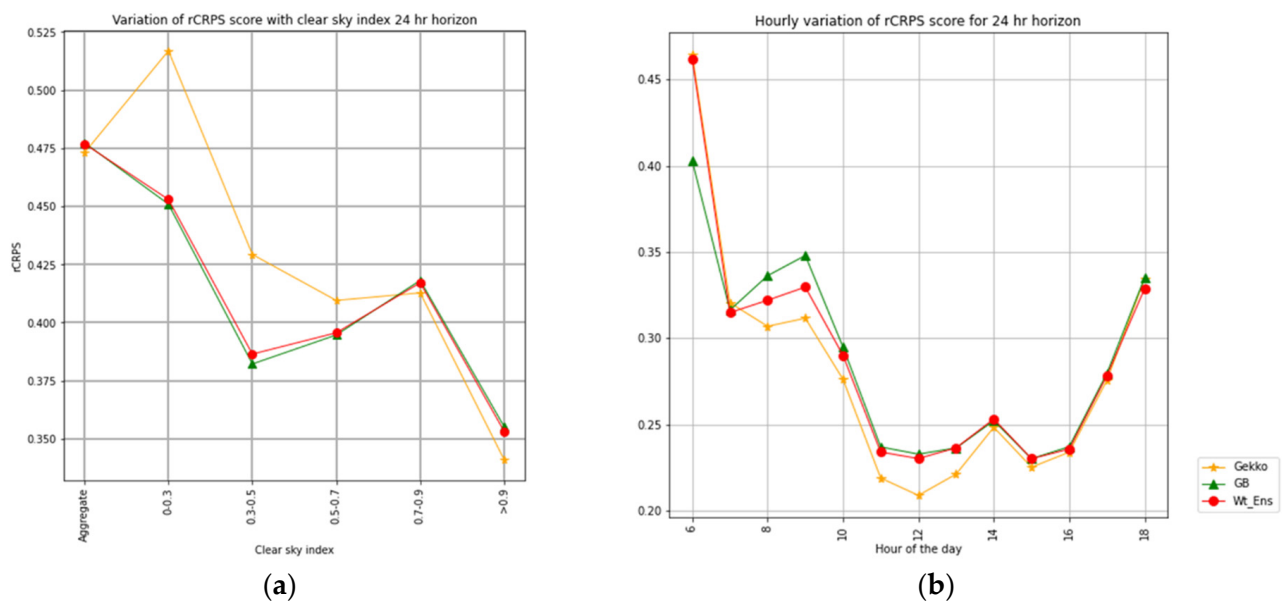 Variation of rCRPS score with clear sky index 24 hr horizon
0.525
0.500
0.475
0.450
0.425
0.400
0.375
0.350
rCRPS
Aggregate
0-0.3
0.3-0.5
0.5-0.7
0.7-0.9
>0.9
Clear sky index
(a)
Hourly variation of rCRPS score for 24 hr horizon
0.45
0.40
0.35
0.30
0.25
0.20
6
8
10
12
14
16
18
Hour of the day
(b)
Gekko
GB
Wt_Ens